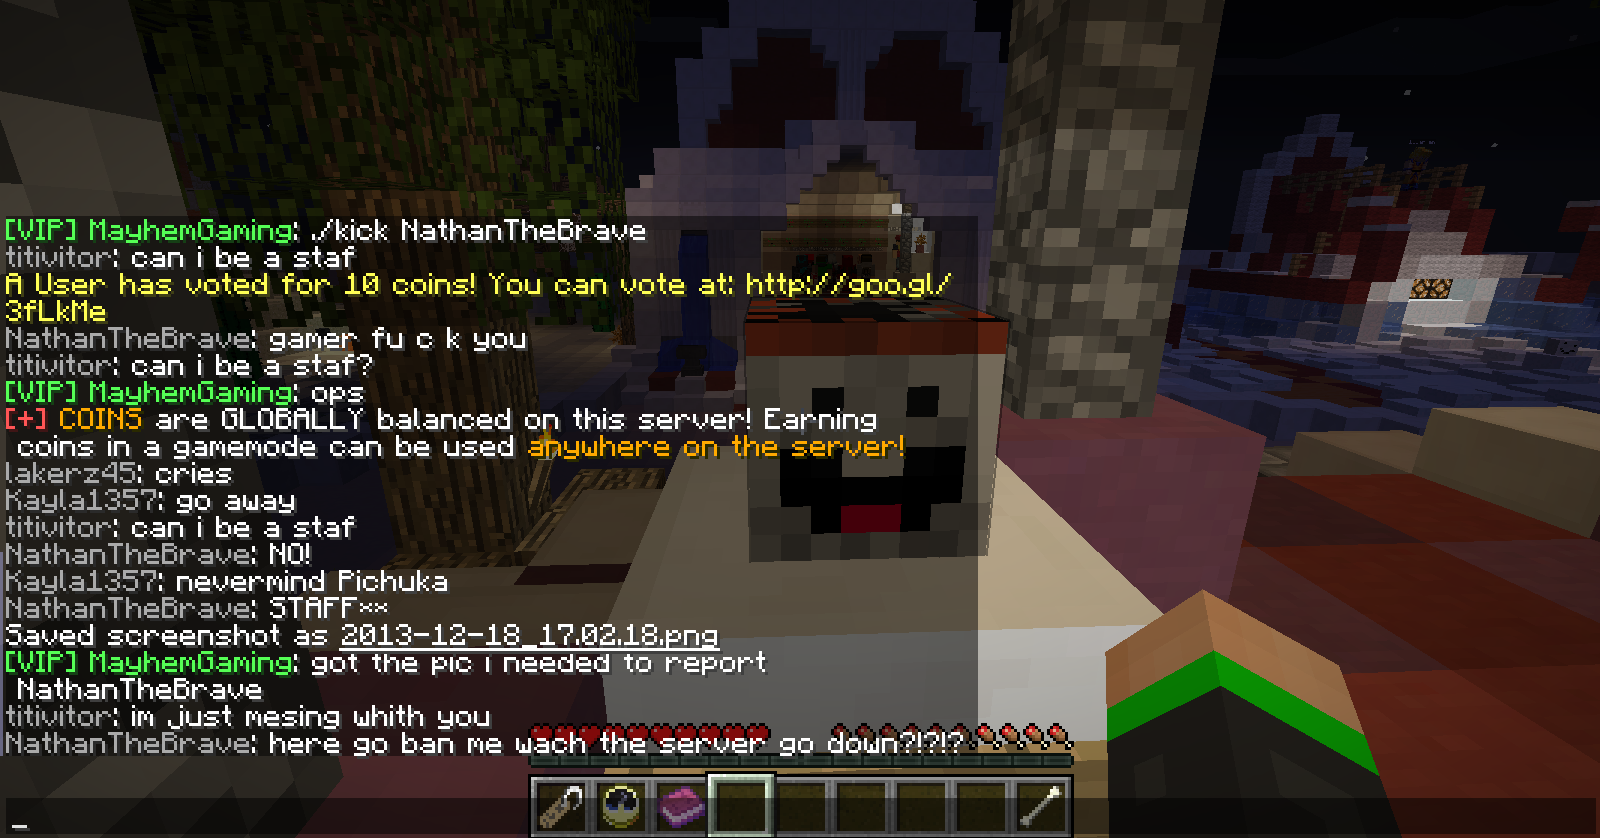 [VIP] MayhemGaming: ./kick NathanTheBrave
titivitor: can i be a staf
A User has voted for 10 coins! You can vote at: http://goo.gl/
3fLkMe
NathanTheBrave: gamer fu c k you
titivitor: can i be a staf?
[VIP] MayhemGaming: ops
[+] COINS are GLOBALLY balanced on this server! Earning
coins in a gamemode can be used anywhere on the server!
lakerz45: cries
Kayla1357: go away
titivitor: can i be a staf
NathanTheBrave: NO!
Kayla1357: nevermind Pichuka
NathanTheBrave: STAFF**
Saved screenshot as 2013-12-18_17.02.18.png
[VIP] MayhemGaming: got the pic i needed to report
NathanTheBrave
titivitor: im just mesing whith you
NathanTheBrave: here go ban me wach the server go down?!?!?
_